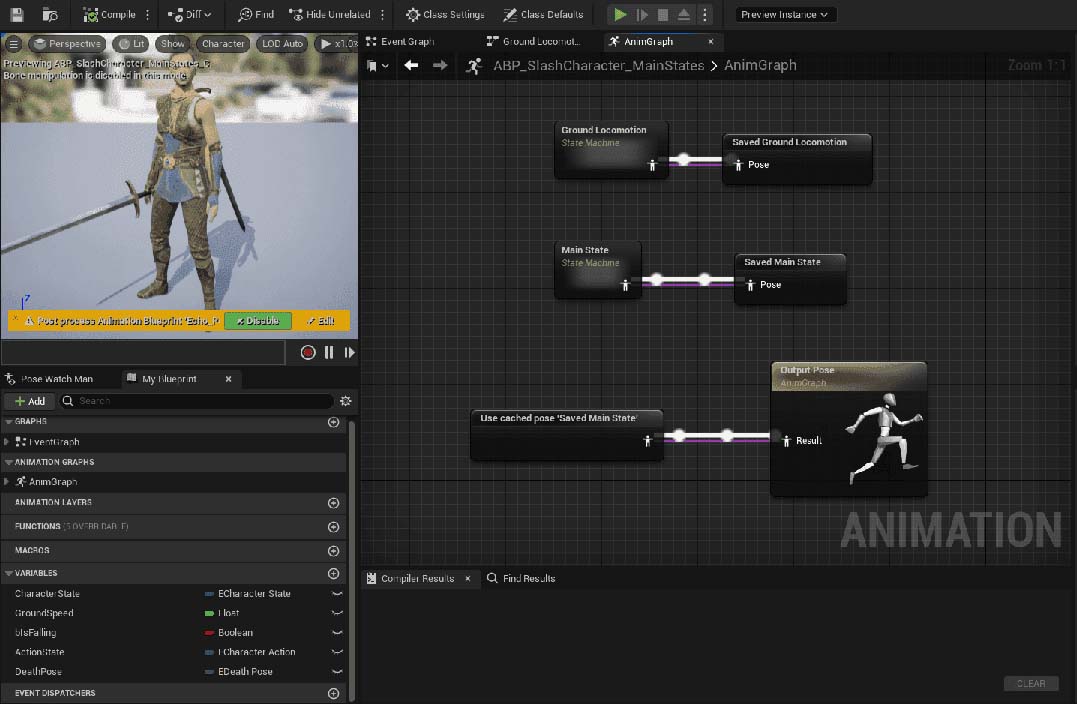 Compile
Diff
Find
Hide Unrelated
Class Settings
Class Defaults
Preview Instance
Perspective
Lit
Show
Character
LOD Auto
x1.0
Previewing ABP_SlashCharacter_MainStates_C.
Bone manipulation is disabled in this mode
Z
Post process Animation Blueprint 'Echo_P
Disable
Edit
Event Graph
Ground Locomot...
AnimGraph
ABP_SlashCharacter_MainStates > AnimGraph
Zoom 1:1
Ground Locomotion
State Machine
Saved Ground Locomotion
Pose
Main State
State Machine
Saved Main State
Pose
Use cached pose 'Saved Main State'
Output Pose
AnimGraph
Result
ANIMATION
Pose Watch Man
My Blueprint
Add
Search
GRAPHS
EventGraph
ANIMATION GRAPHS
AnimGraph
ANIMATION LAYERS
FUNCTIONS (5 OVERRIDABLE)
MACROS
VARIABLES
CharacterState
ECharacter State
GroundSpeed
Float
bIsFalling
Boolean
ActionState
ECharacter Action
DeathPose
EDeath Pose
EVENT DISPATCHERS
Compiler Results
Find Results
CLEAR